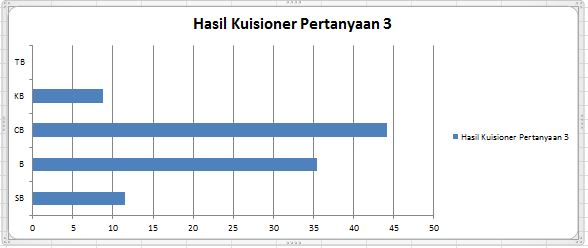 Hasil Kuisioner Pertanyaan 3
TB
KB
CB
B
SB
0 5 10 15 20 25 30 35 40 45 50
Hasil Kuisioner Pertanyaan 3